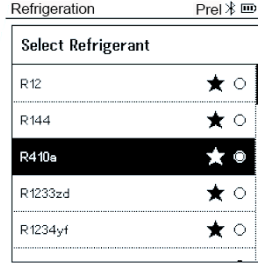 Refrigeration Prel
Select Refrigerant
R12
R144
R410a
R1233zd
R1234yf